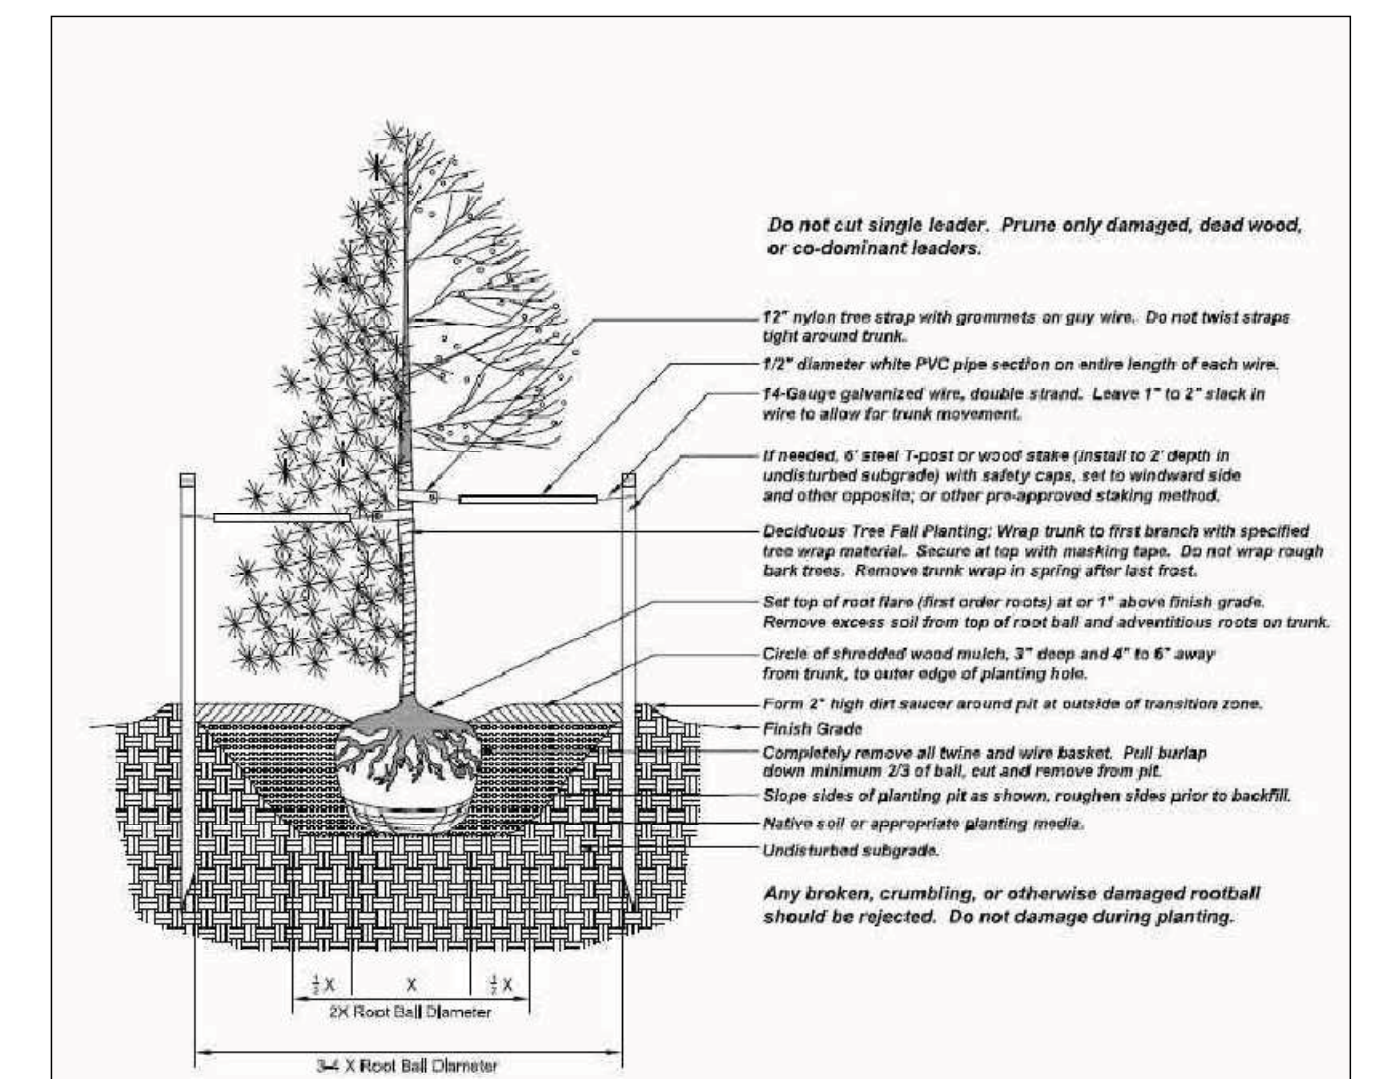 Do not cut single leader. Prune only damaged, dead wood,
or co-dominant leaders.
12" nylon tree strap with grommets on guy wire. Do not twist straps
tight around trunk.
1/2" diameter white PVC pipe section on entire length of each wire.
14-Gauge galvanized wire, double strand. Leave 1" to 2" slack in
wire to allow for trunk movement.
If needed, 6' steel T-post or wood stake (install to 2' depth in
undisturbed subgrade) with safety caps, set to windward side
and other opposite; or other pre-approved staking method.
Deciduous Tree Fall Planting: Wrap trunk to first branch with specified
tree wrap material. Secure at top with masking tape. Do not wrap rough
bark trees. Remove trunk wrap in spring after last frost.
Set top of root flare (first order roots) at or 1" above finish grade.
Remove excess soil from top of root ball and adventitious roots on trunk.
Circle of shredded wood mulch, 3" deep and 4" to 6" away
from trunk, to outer edge of planting hole.
Form 2" high dirt saucer around pit at outside of transition zone.
Finish Grade
Completely remove all twine and wire basket. Pull burlap
down minimum 2/3 of ball, cut and remove from pit.
Slope sides of planting pit as shown, roughen sides prior to backfill.
Native soil or appropriate planting media.
Undisturbed subgrade.
Any broken, crumbling, or otherwise damaged rootball
should be rejected. Do not damage during planting.
½ X X ½ X
2X Root Ball Diameter
3-4 X Root Ball Diameter